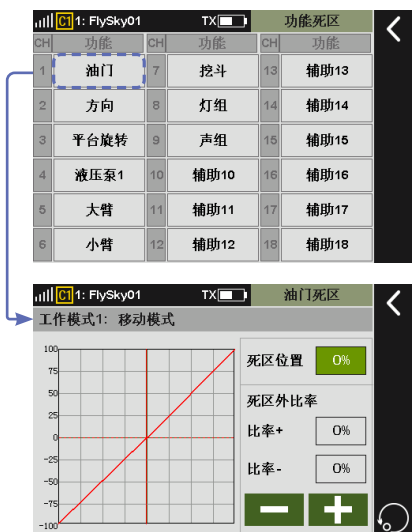 C1 1: FlySky01 TX 功能死区
CH 功能 CH 功能 CH 功能
1 油门 7 挖斗 13 辅助13
2 方向 8 灯组 14 辅助14
3 平台旋转 9 声组 15 辅助15
4 液压泵1 10 辅助10 16 辅助16
5 大臂 11 辅助11 17 辅助17
6 小臂 12 辅助12 18 辅助18
C1 1: FlySky01 TX 油门死区
工作模式1: 移动模式
100
75
50
25
0
-25
-50
-75
-100
死区位置 0%
死区外比率
比率+ 0%
比率- 0%